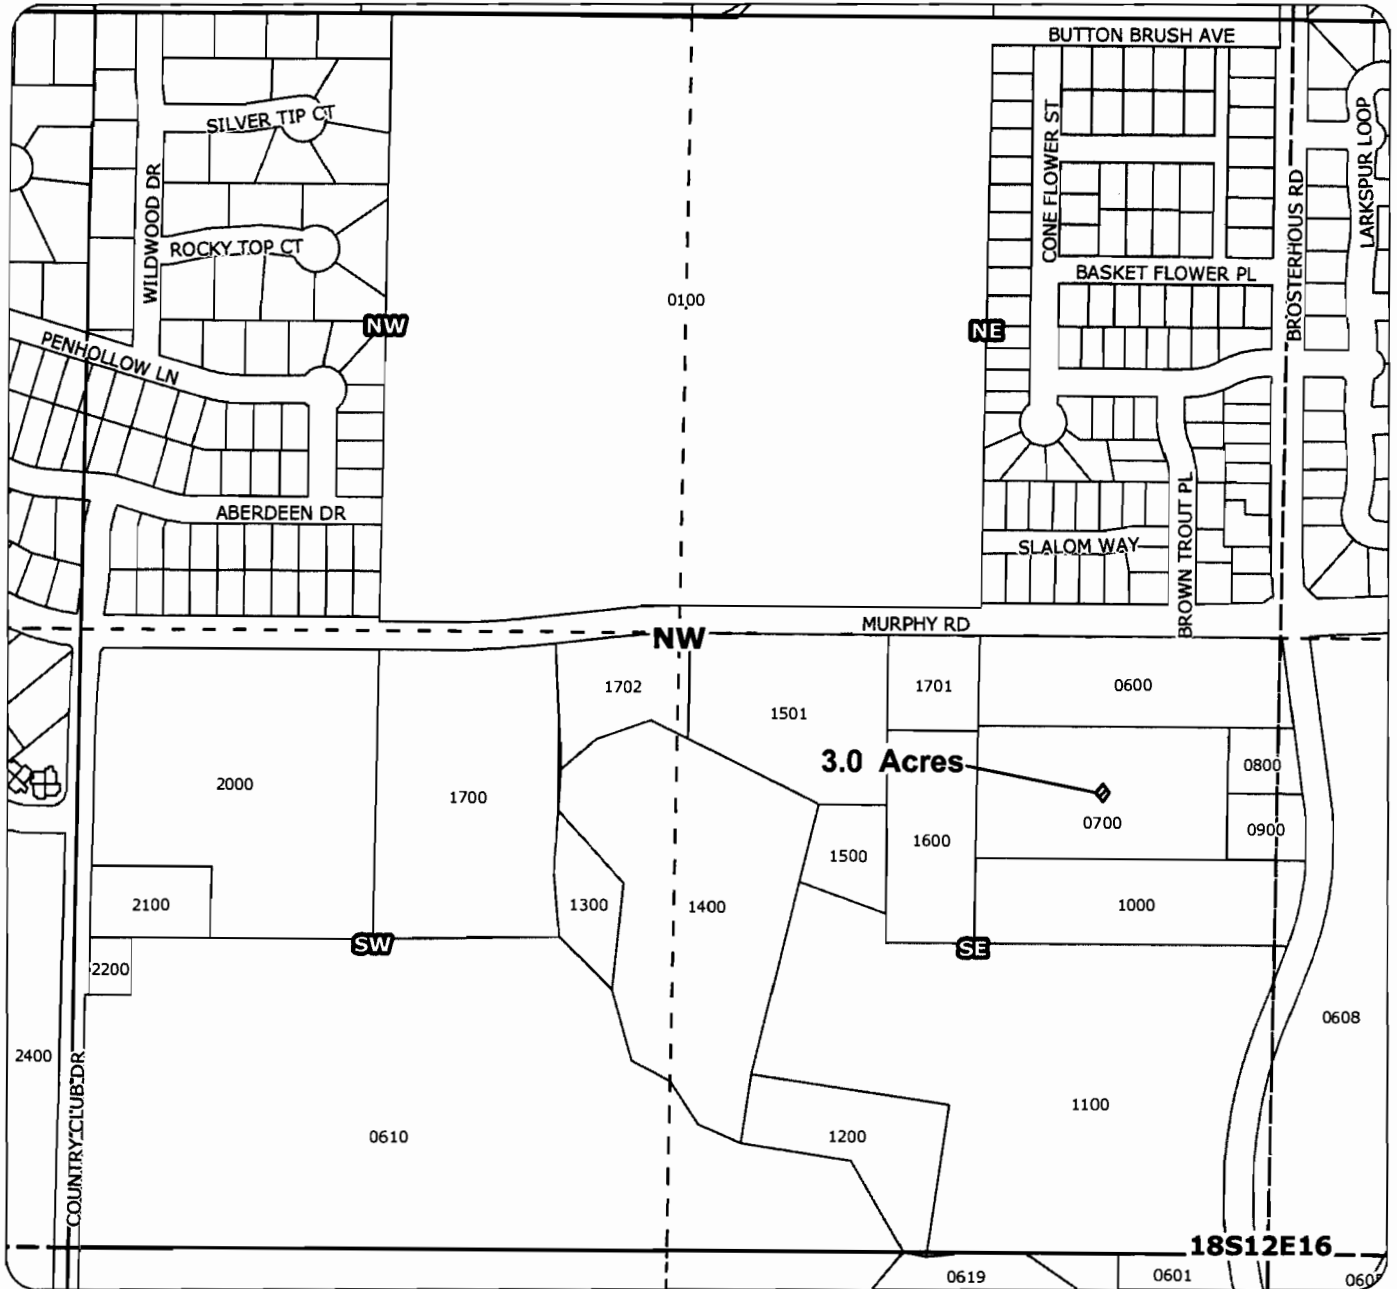 BUTTON BRUSH AVE
SILVER TIP CT
CONE FLOWER ST
LARKSPUR LOOP
WILDWOOD DR
BROSTERHOUS RD
ROCKY TOP CT
BASKET FLOWER PL
0100
NW
NE
PENHOLLOW LN
ABERDEEN DR
BROWN TROUT PL
SLALOM WAY
MURPHY RD
NW
1702
1701
0600
1501
3.0 Acres
0800
2000
1700
0700
0900
1600
1500
2100
1300
1400
1000
SW
SE
2200
0608
2400
COUNTRY CLUB DR
1100
0610
1200
18S12E16
0619
0601